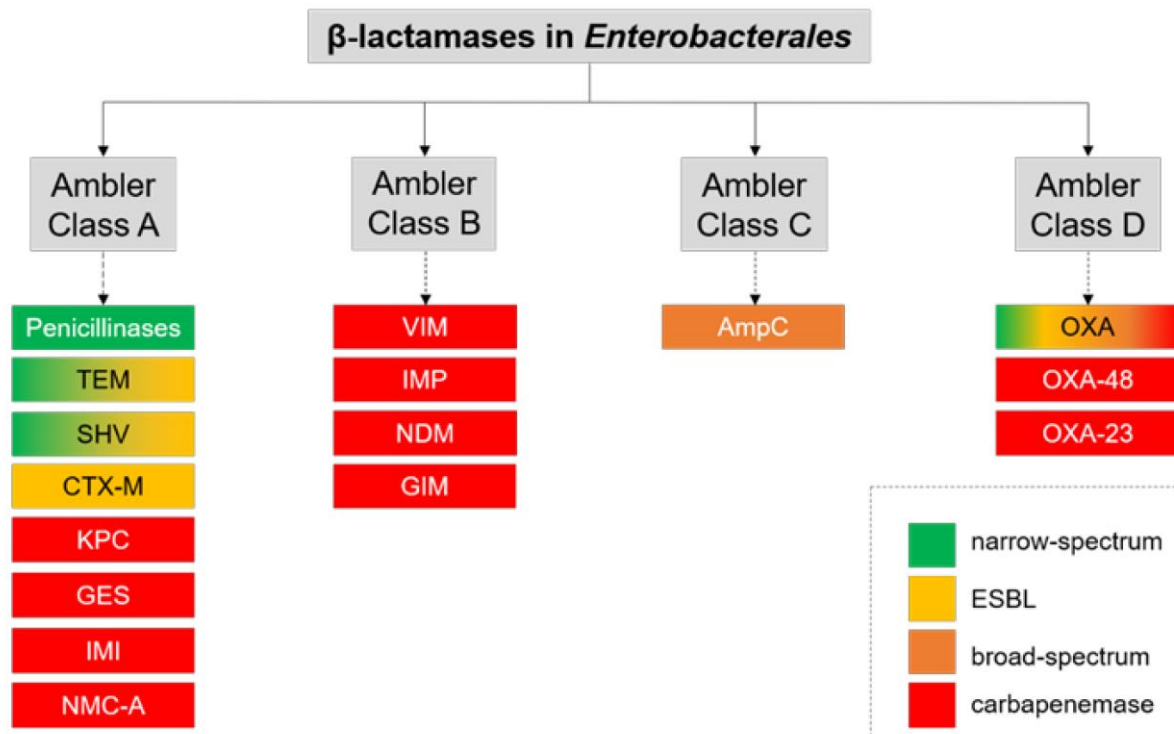 β-lactamases in Enterobacterales
Ambler
Class A
Ambler
Class B
Ambler
Class C
Ambler
Class D
Penicillinases
TEM
SHV
CTX-M
KPC
GES
IMI
NMC-A
VIM
IMP
NDM
GIM
AmpC
OXA
OXA-48
OXA-23
narrow-spectrum
ESBL
broad-spectrum
carbapenemase